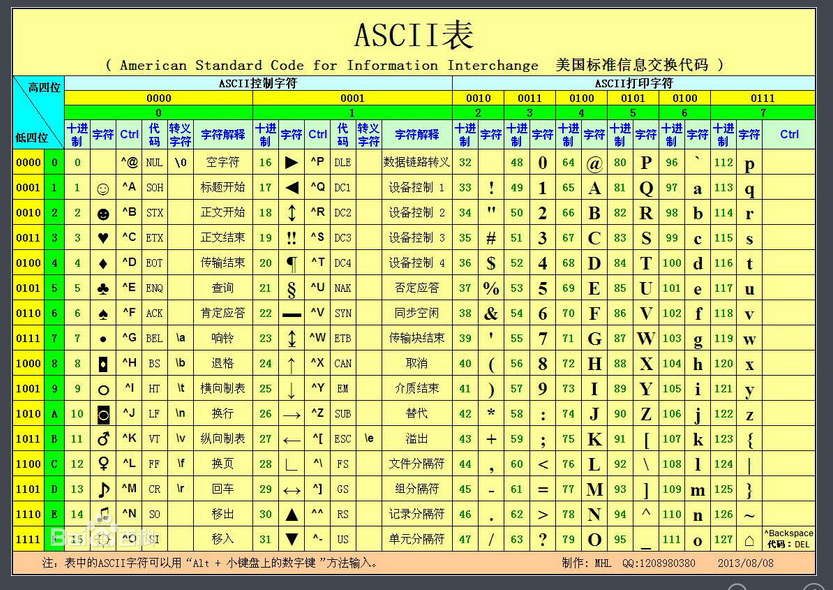 ASCII表
( American Standard Code for Information Interchange 美国标准信息交换代码 )
高四位 ASCII控制字符 ASCII打印字符
0000 0001 0010 0011 0100 0101 0100 0111
0 1 2 3 4 5 6 7
低四位 十进制 字符 Ctrl 代码 转义字符 字符解释 十进制 字符 Ctrl 代码 转义字符 字符解释 十进制 字符 十进制 字符 十进制 字符 十进制 字符 十进制 字符 十进制 字符 Ctrl
0000 0 0 ^@ NUL \0 空字符 16 ► ^P DLE 数据链路转义 32 48 0 64 @ 80 P 96 ` 112 p
0001 1 1 ☺ ^A SOH 标题开始 17 ◄ ^Q DC1 设备控制 1 33 ! 49 1 65 A 81 Q 97 a 113 q
0010 2 2 ☻ ^B STX 正文开始 18 ↕ ^R DC2 设备控制 2 34 " 50 2 66 B 82 R 98 b 114 r
0011 3 3 ♥ ^C ETX 正文结束 19 ‼ ^S DC3 设备控制 3 35 # 51 3 67 C 83 S 99 c 115 s
0100 4 4 ♦ ^D EOT 传输结束 20 ¶ ^T DC4 设备控制 4 36 $ 52 4 68 D 84 T 100 d 116 t
0101 5 5 ♣ ^E ENQ 查询 21 § ^U NAK 否定应答 37 % 53 5 69 E 85 U 101 e 117 u
0110 6 6 ♠ ^F ACK 肯定应答 22 ▬ ^V SYN 同步空闲 38 & 54 6 70 F 86 V 102 f 118 v
0111 7 7 • ^G BEL \a 响铃 23 ↨ ^W ETB 传输块结束 39 ' 55 7 71 G 87 W 103 g 119 w
1000 8 8 ◘ ^H BS \b 退格 24 ↑ ^X CAN 取消 40 ( 56 8 72 H 88 X 104 h 120 x
1001 9 9 ○ ^I HT \t 横向制表 25 ↓ ^Y EM 介质结束 41 ) 57 9 73 I 89 Y 105 i 121 y
1010 A 10 ◙ ^J LF \n 换行 26 → ^Z SUB 替代 42 * 58 : 74 J 90 Z 106 j 122 z
1011 B 11 ♂ ^K VT \v 纵向制表 27 ← ^[ ESC \e 溢出 43 + 59 ; 75 K 91 [ 107 k 123 {
1100 C 12 ♀ ^L FF \f 换页 28 ∟ ^\ FS 文件分隔符 44 , 60 < 76 L 92 \ 108 l 124 |
1101 D 13 ♪ ^M CR \r 回车 29 ↔ ^] GS 组分隔符 45 - 61 = 77 M 93 ] 109 m 125 }
1110 E 14 ♫ ^N SO 移出 30 ▲ ^^ RS 记录分隔符 46 . 62 > 78 N 94 ^ 110 n 126 ~
1111 15 ☼ ^O SI 移入 31 ▼ ^- US 单元分隔符 47 / 63 ? 79 O 95 _ 111 o 127 ⌂ ^Backspace 代码：DEL
注：表中的ASCII字符可以用“Alt + 小键盘上的数字键”方法输入。 制作：MHL QQ:1208980380 2013/08/08